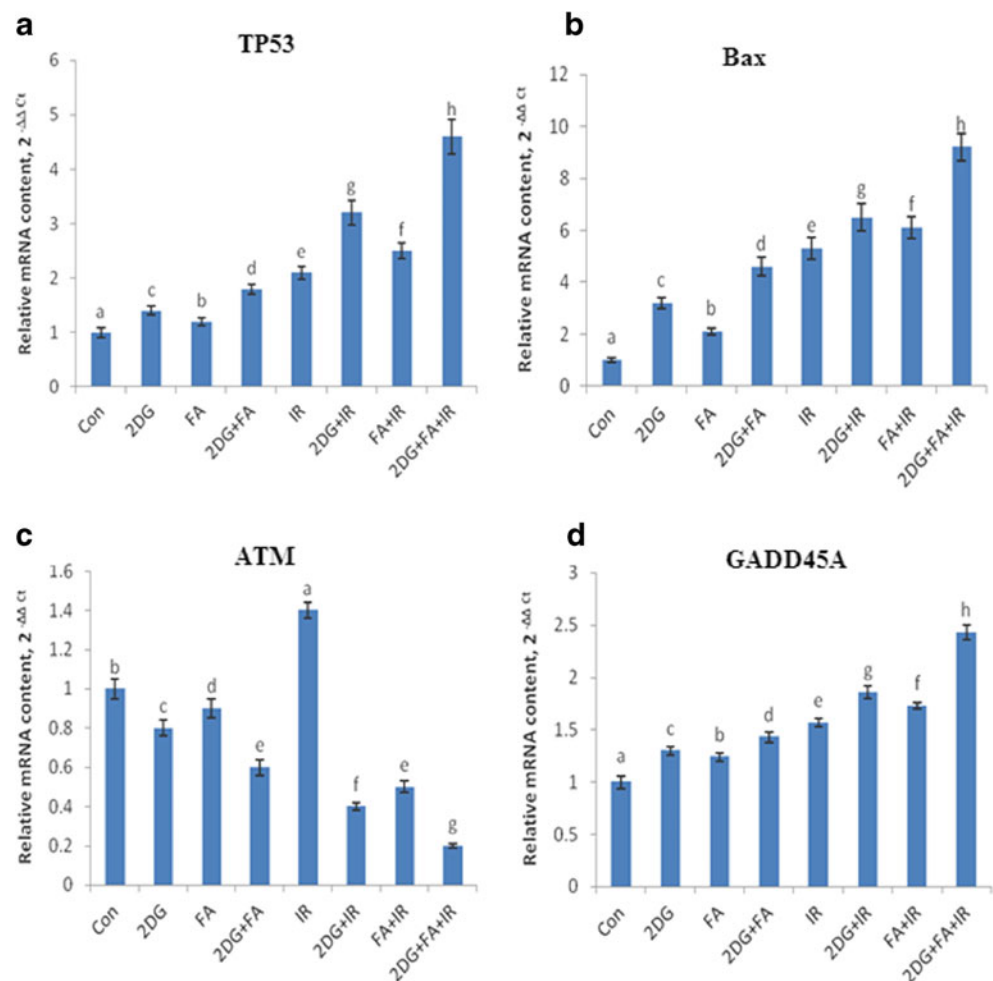 a
TP53
Relative mRNA content, 2 -ΔΔ Ct
6
5
4
3
2
1
0
a
c
b
d
e
g
f
h
Con
2DG
FA
2DG+FA
IR
2DG+IR
FA+IR
2DG+FA+IR
b
Bax
Relative mRNA content, 2 -ΔΔ Ct
12
10
8
6
4
2
0
a
c
b
d
e
g
f
h
Con
2DG
FA
2DG+FA
IR
2DG+IR
FA+IR
2DG+FA+IR
c
ATM
Relative mRNA content, 2 -ΔΔ Ct
1.6
1.4
1.2
1
0.8
0.6
0.4
0.2
0
b
c
d
e
a
f
e
g
Con
2DG
FA
2DG+FA
IR
2DG+IR
FA+IR
2DG+FA+IR
d
GADD45A
Relative mRNA content, 2 -ΔΔ Ct
3
2.5
2
1.5
1
0.5
0
a
c
b
d
e
g
f
h
Con
2DG
FA
2DG+FA
IR
2DG+IR
FA+IR
2DG+FA+IR